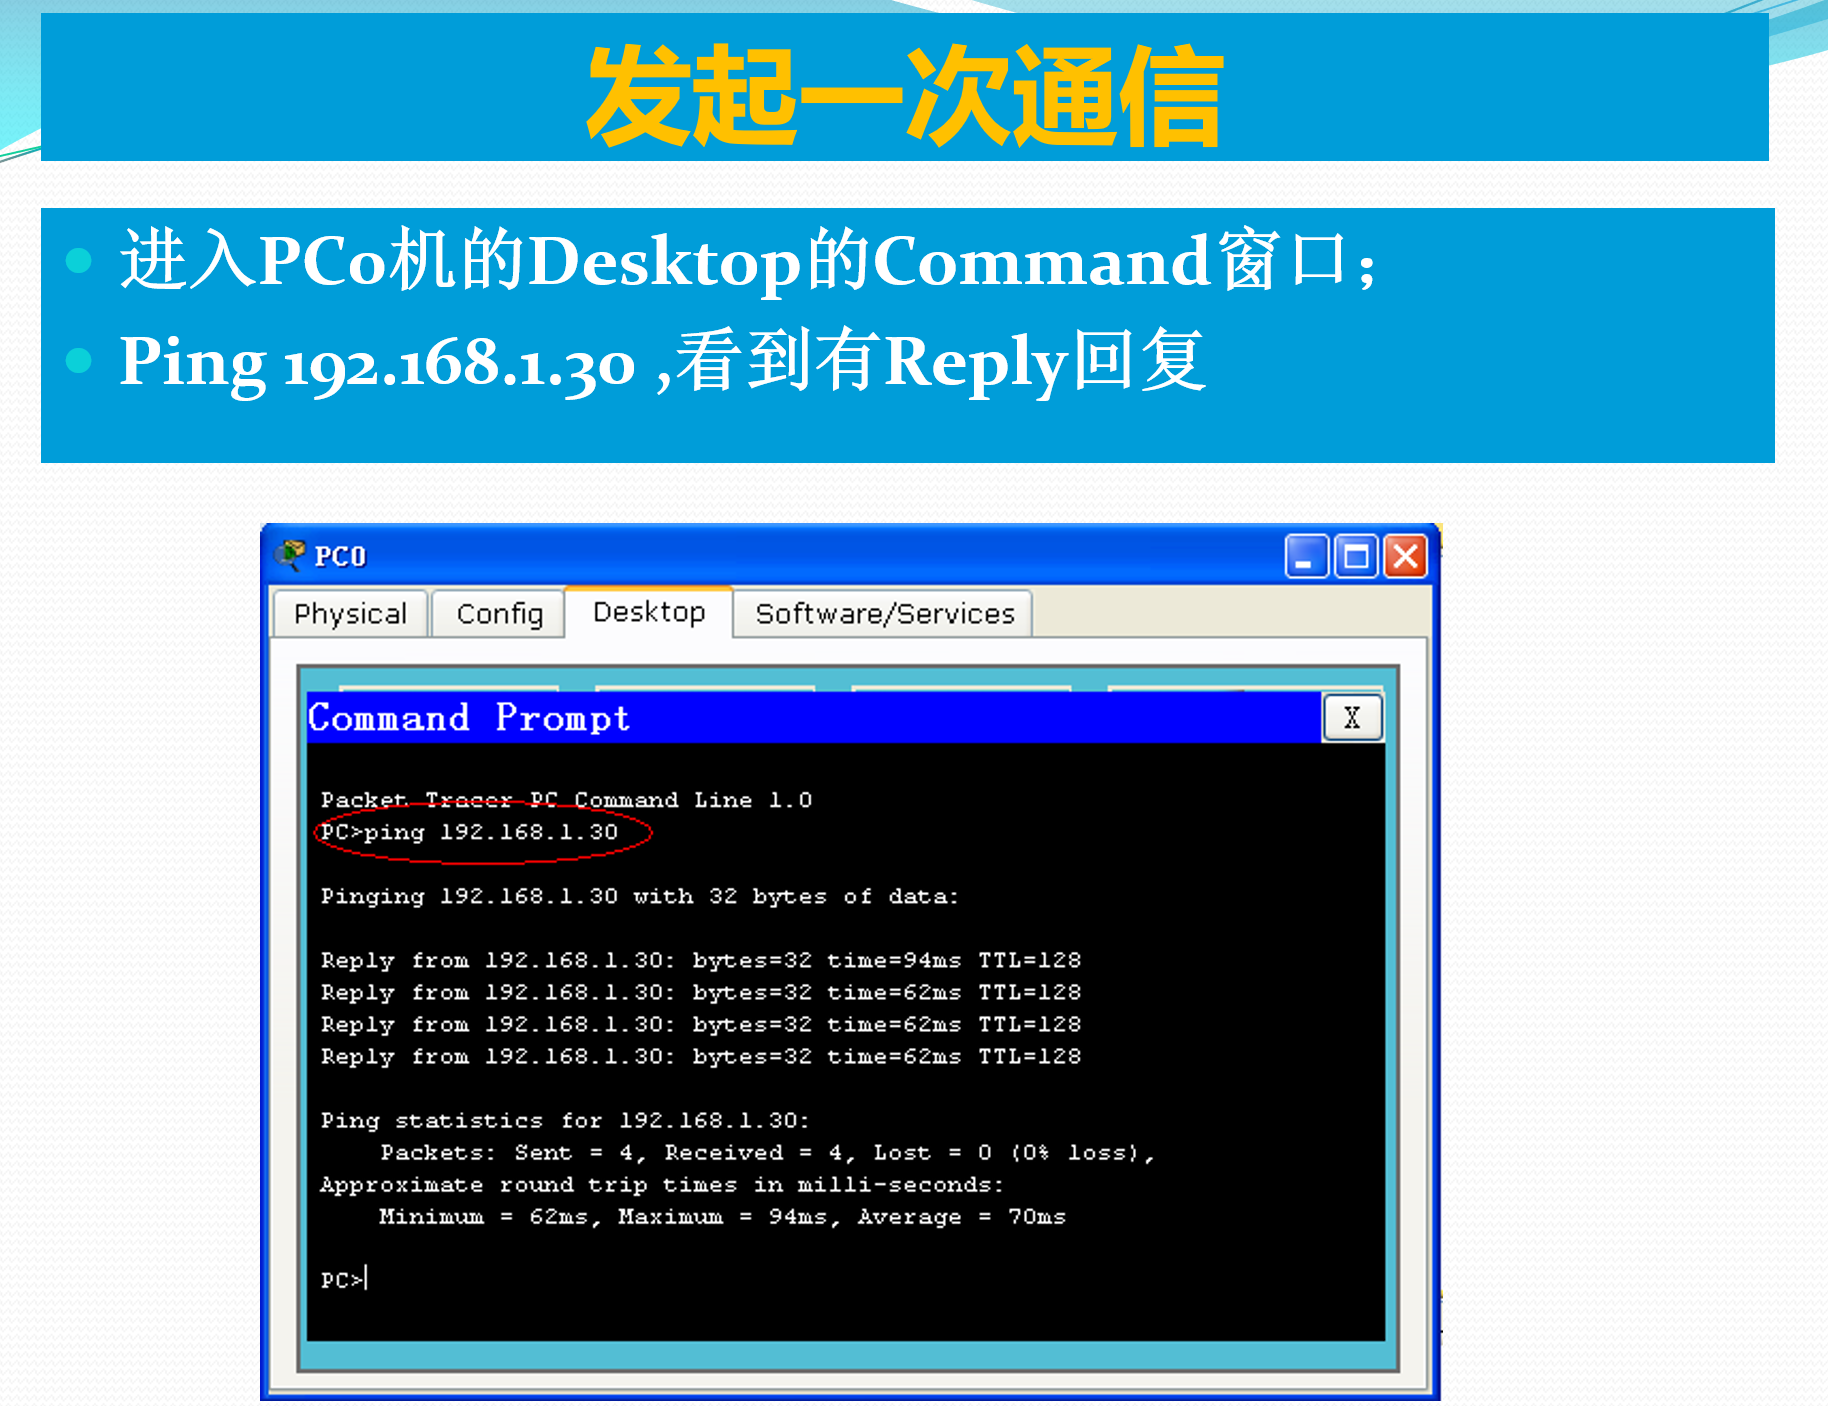 发起一次通信
进入PC0机的Desktop的Command窗口；
Ping 192.168.1.30 ,看到有Reply回复
PC0
Physical Config Desktop Software/Services
Command Prompt X
Packet Tracer PC Command Line 1.0
PC>ping 192.168.1.30
Pinging 192.168.1.30 with 32 bytes of data:
Reply from 192.168.1.30: bytes=32 time=94ms TTL=128
Reply from 192.168.1.30: bytes=32 time=62ms TTL=128
Reply from 192.168.1.30: bytes=32 time=62ms TTL=128
Reply from 192.168.1.30: bytes=32 time=62ms TTL=128
Ping statistics for 192.168.1.30:
Packets: Sent = 4, Received = 4, Lost = 0 (0% loss),
Approximate round trip times in milli-seconds:
Minimum = 62ms, Maximum = 94ms, Average = 70ms
PC>